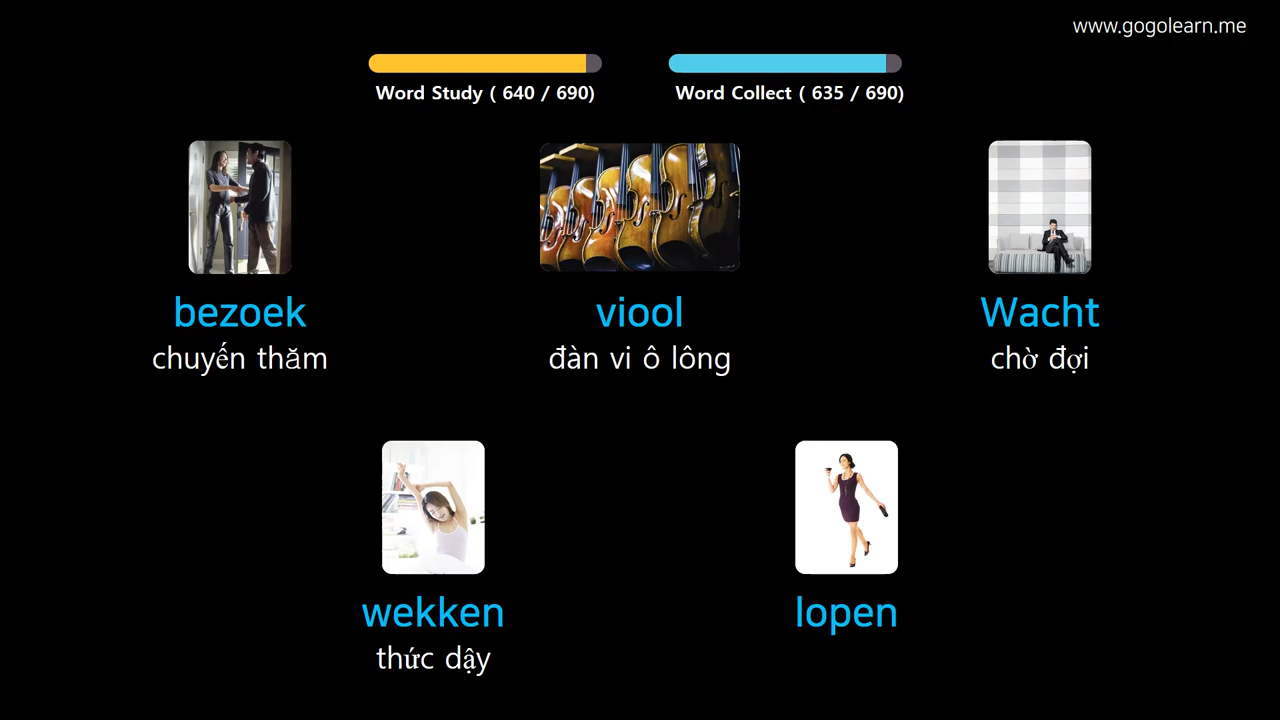 www.gogolearn.me
Word Study ( 640 / 690)
Word Collect ( 635 / 690)
bezoek
chuyến thăm
viool
đàn vi ô lông
Wacht
chờ đợi
wekken
thức dậy
lopen